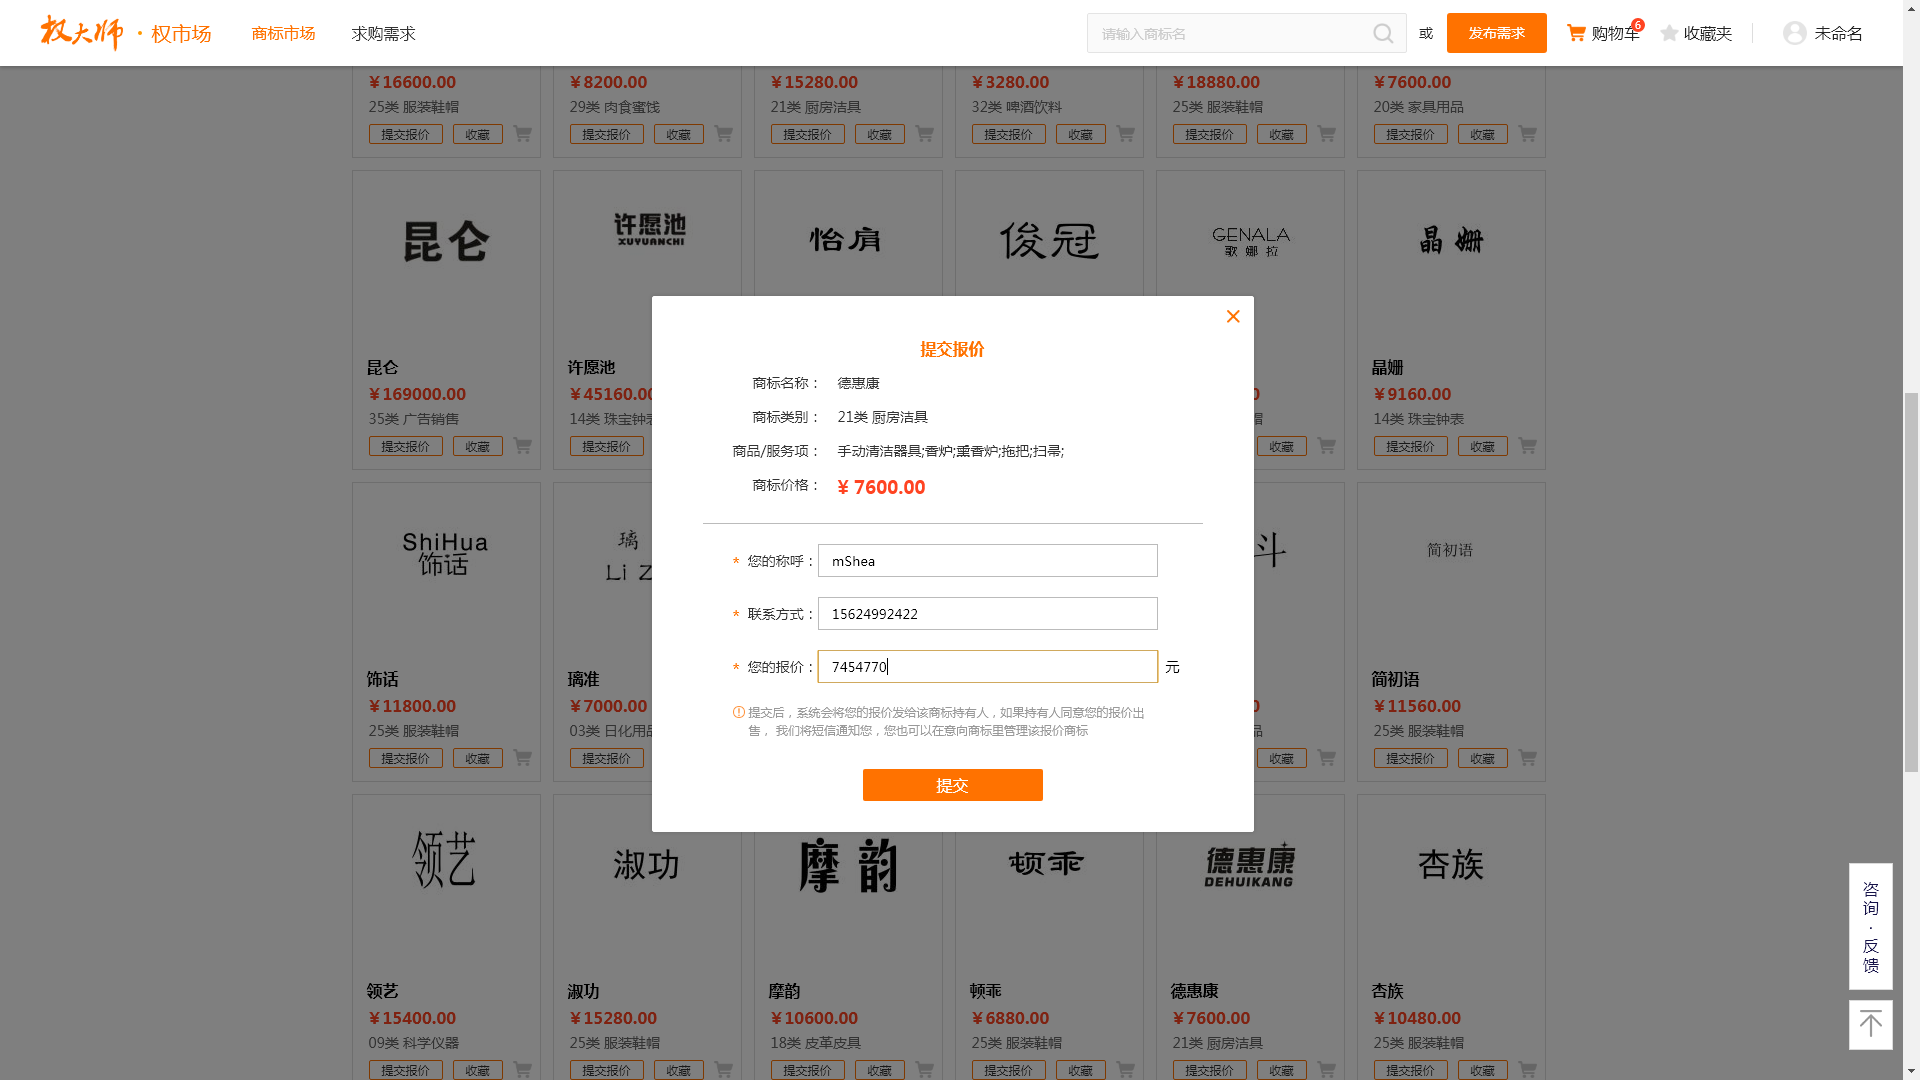 权大师 · 权市场 商标市场 求购需求 请输入商标名 或 发布需求 购物车 6 收藏夹 未命名
￥16600.00 ￥8200.00 ￥15280.00 ￥3280.00 ￥18880.00 ￥7600.00
25类 服装鞋帽 29类 肉食蜜饯 21类 厨房洁具 32类 啤酒饮料 25类 服装鞋帽 20类 家具用品
提交报价 收藏 提交报价 收藏 提交报价 收藏 提交报价 收藏 提交报价 收藏 提交报价 收藏
昆仑 许愿池 怡肩 俊冠 GENALA 晶姗
XUYUANCHI 歌娜拉
昆仑 许愿池 晶姗
￥169000.00 ￥45160.00 ￥9160.00
35类 广告销售 14类 珠宝钟表 帽 14类 珠宝钟表
提交报价 收藏 提交报价 收藏 提交报价 收藏
提交报价
商标名称： 德惠康
商标类别： 21类 厨房洁具
商品/服务项： 手动清洁器具;香炉;熏香炉;拖把;扫帚;
商标价格： ￥7600.00
* 您的称呼： mShea
* 联系方式： 15624992422
* 您的报价： 7454770 元
提交后，系统会将您的报价发给该商标持有人，如果持有人同意您的报价出
售， 我们将短信通知您，您也可以在意向商标里管理该报价商标
提交
ShiHua 璃 斗 简初语
饰话 Li Z
饰话 璃准 简初语
￥11800.00 ￥7000.00 0 ￥11560.00
25类 服装鞋帽 03类 日化用品 品 25类 服装鞋帽
提交报价 收藏 提交报价 收藏 提交报价 收藏
领艺 淑功 摩韵 顿乖 德惠康 杏族
DEHUIKANG
领艺 淑功 摩韵 顿乖 德惠康 杏族
￥15400.00 ￥15280.00 ￥10600.00 ￥6880.00 ￥7600.00 ￥10480.00
09类 科学仪器 25类 服装鞋帽 18类 皮革皮具 25类 服装鞋帽 21类 厨房洁具 25类 服装鞋帽
提交报价 收藏 提交报价 收藏 提交报价 收藏 提交报价 收藏 提交报价 收藏 提交报价 收藏
咨询·反馈